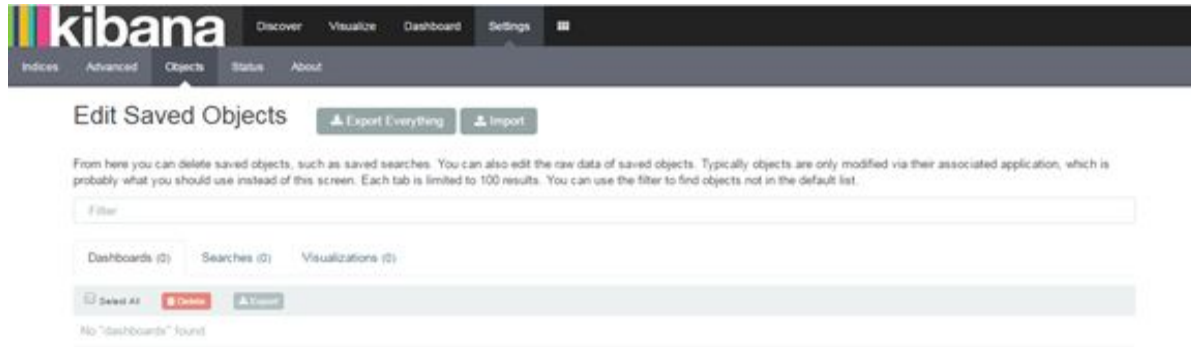 kibana Discover Visualize Dashboard Settings
Indices Advanced Objects Status About
Edit Saved Objects Export Everything Import
From here you can delete saved objects, such as saved searches. You can also edit the raw data of saved objects. Typically objects are only modified via their associated application, which is
probably what you should use instead of this screen. Each tab is limited to 100 results. You can use the filter to find objects not in the default list.
Filter
Dashboards (0) Searches (0) Visualizations (0)
Select All Delete Export
No "dashboards" found